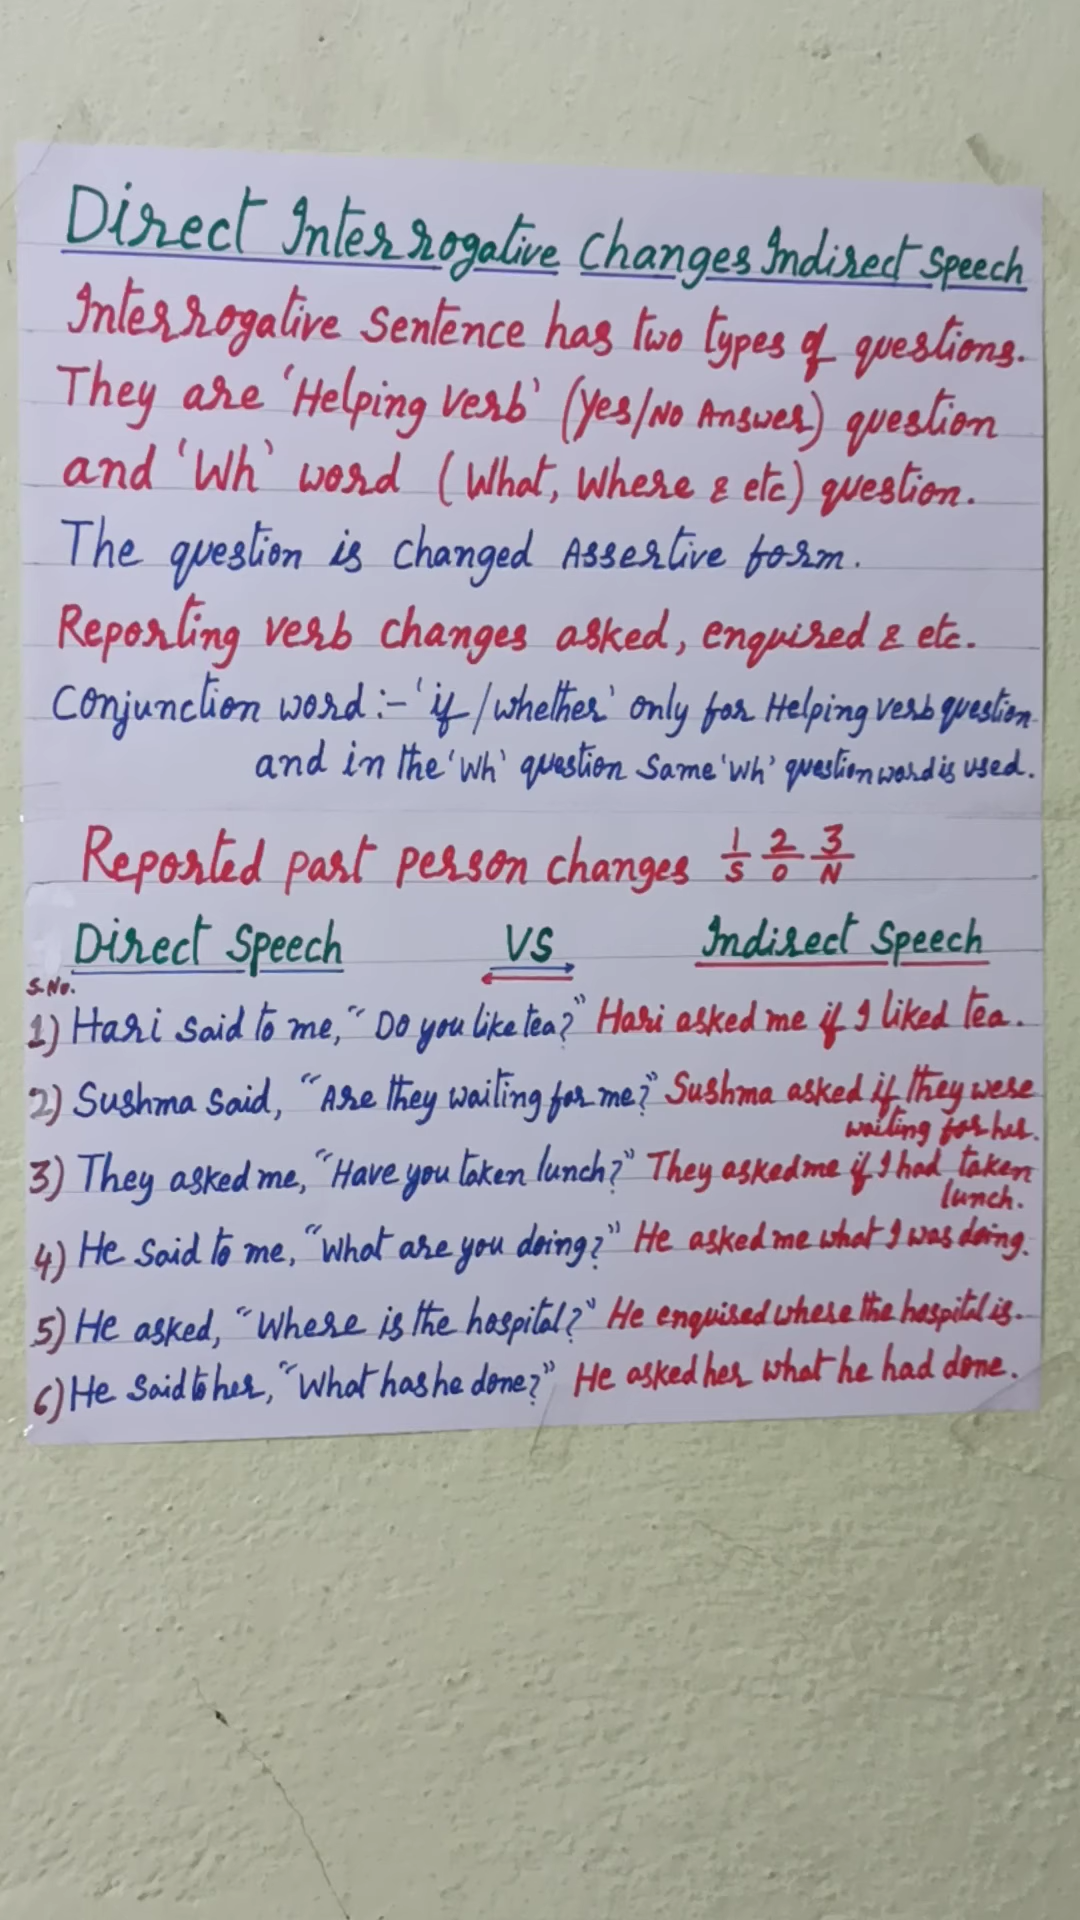 Direct Interrogative Changes Indirect Speech
Interrogative Sentence has two types of questions.
They are 'Helping verb' (Yes/No Answer) question
and 'Wh' word (What, Where & etc) question.
The question is changed Assertive form.
Reporting verb changes asked, enquired & etc.
Conjunction word :- 'if/whether' only for Helping verb question
and in the 'Wh' question same 'Wh' question word is used.
Reported part person changes 1/S 2/O 3/N
Direct Speech VS Indirect Speech
S.No.
1) Hari said to me, "Do you like tea?" Hari asked me if I liked tea.
2) Sushma said, "Are they waiting for me?" Sushma asked if they were
waiting for her.
3) They asked me, "Have you taken lunch?" They asked me if I had taken
lunch.
4) He said to me, "What are you doing?" He asked me what I was doing.
5) He asked, "Where is the hospital?" He enquired where the hospital is.
6) He said to her, "What has he done?" He asked her what he had done.